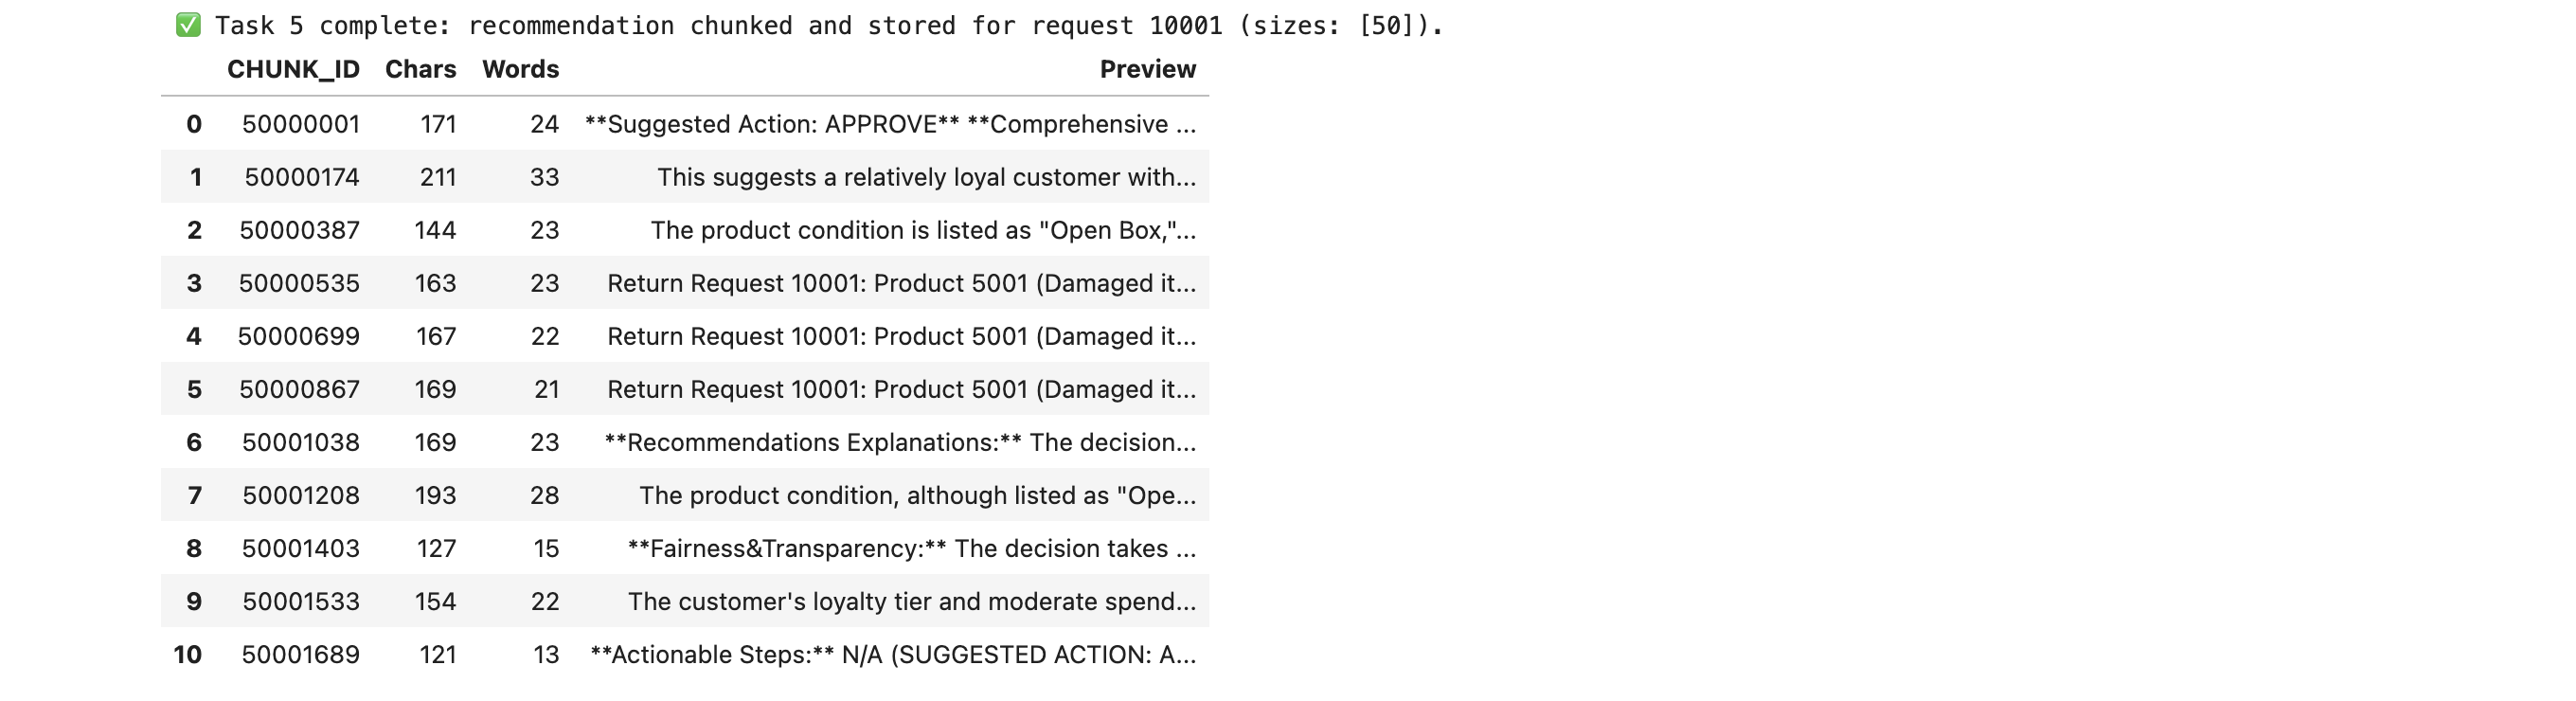 ✅ Task 5 complete: recommendation chunked and stored for request 10001 (sizes: [50]).
CHUNK_ID Chars Words Preview
0 50000001 171 24 **Suggested Action: APPROVE** **Comprehensive ...
1 50000174 211 33 This suggests a relatively loyal customer with...
2 50000387 144 23 The product condition is listed as "Open Box,"...
3 50000535 163 23 Return Request 10001: Product 5001 (Damaged it...
4 50000699 167 22 Return Request 10001: Product 5001 (Damaged it...
5 50000867 169 21 Return Request 10001: Product 5001 (Damaged it...
6 50001038 169 23 **Recommendations Explanations:** The decision...
7 50001208 193 28 The product condition, although listed as "Ope...
8 50001403 127 15 **Fairness&Transparency:** The decision takes ...
9 50001533 154 22 The customer's loyalty tier and moderate spend...
10 50001689 121 13 **Actionable Steps:** N/A (SUGGESTED ACTION: A...